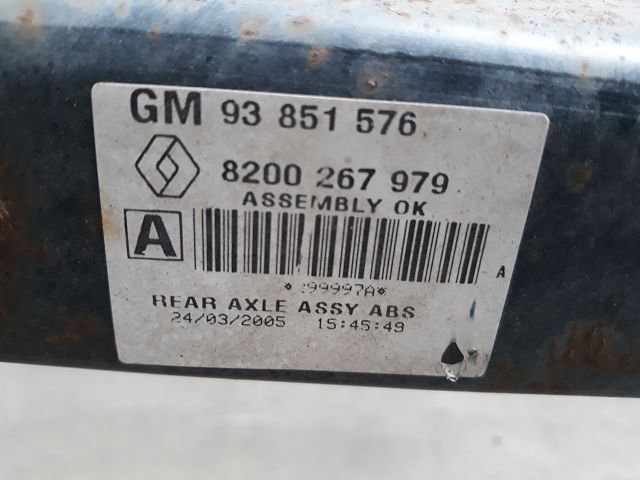 GM 93 851 576
8200 267 979
ASSEMBLY OK
A
A
REAR AXLE ASSY ABS
24/03/2005 15:45:49